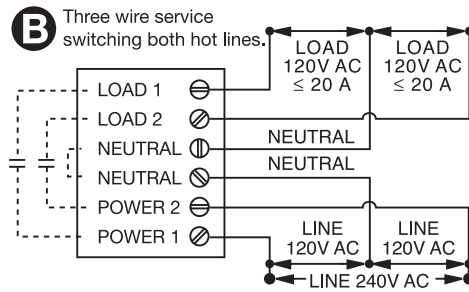 B
Three wire service
switching both hot lines.
LOAD
120V AC
≤ 20 A
LOAD
120V AC
≤ 20 A
LOAD 1
LOAD 2
NEUTRAL
NEUTRAL
POWER 2
POWER 1
NEUTRAL
NEUTRAL
LINE
120V AC
LINE
120V AC
LINE 240V AC